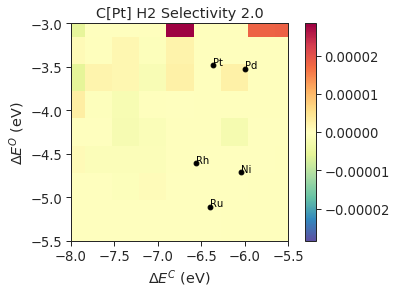 C[Pt] H2 Selectivity 2.0
−3.0
−3.5
−4.0
−4.5
−5.0
−5.5
ΔE^O (eV)
Pt
Pd
Rh
Ni
Ru
−8.0 −7.5 −7.0 −6.5 −6.0 −5.5
ΔE^C (eV)
0.00002
0.00001
0.00000
−0.00001
−0.00002